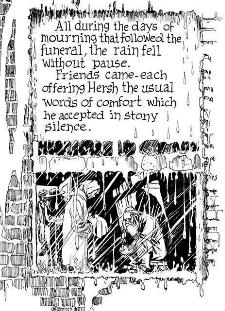 All during the days of
mourning that followed the
funeral, the rain fell
without pause.
Friends came-each
offering Hersh the usual
words of comfort which
he accepted in stony
silence.